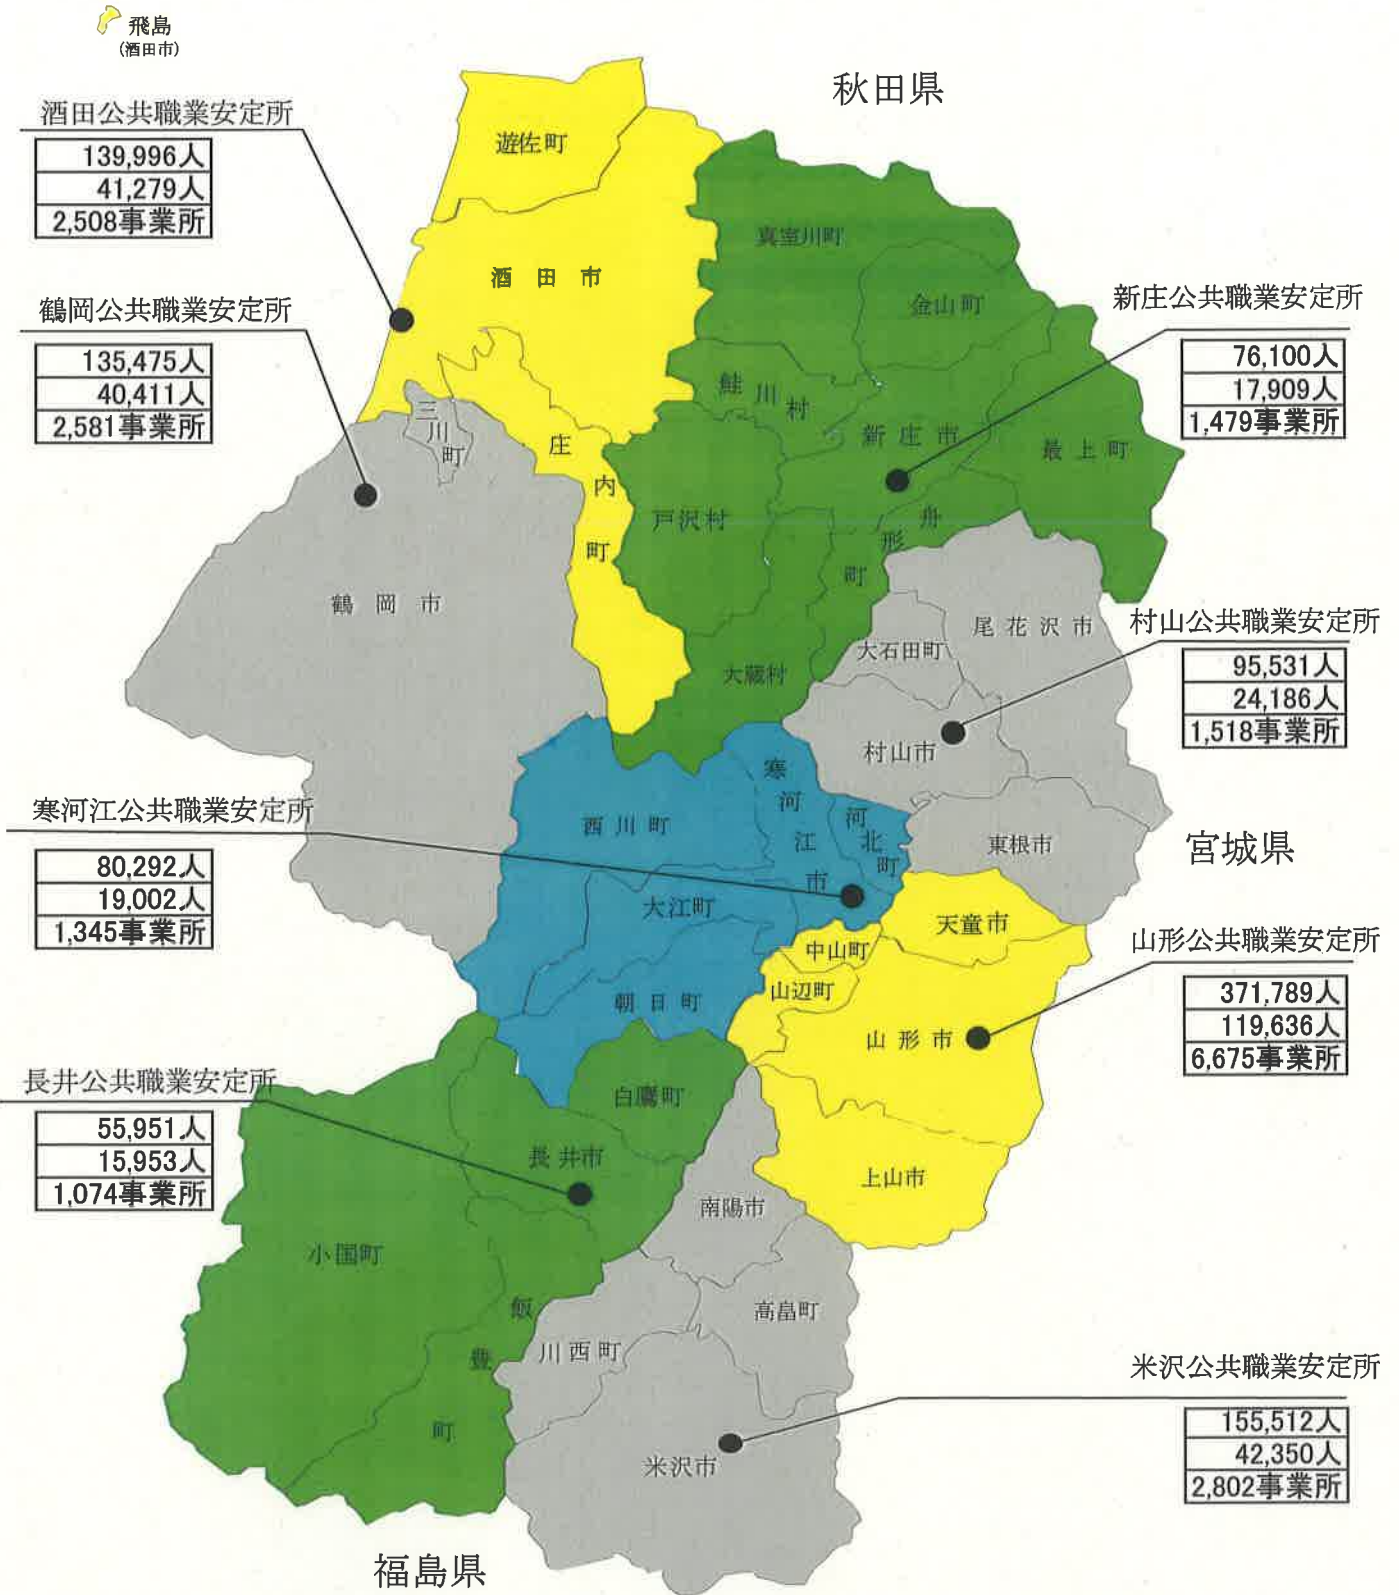 飛島
(酒田市)
秋田県
酒田公共職業安定所
139,996人
41,279人
2,508事業所
遊佐町
酒田市
真室川町
金山町
鶴岡公共職業安定所
135,475人
40,411人
2,581事業所
新庄公共職業安定所
76,100人
17,909人
1,479事業所
三川町
庄内町
鮭川村
新庄市
最上町
戸沢村
舟形町
鶴岡市
大蔵村
大石田町
尾花沢市
村山公共職業安定所
95,531人
24,186人
1,518事業所
村山市
東根市
宮城県
寒河江公共職業安定所
80,292人
19,002人
1,345事業所
西川町
寒河江市
河北町
大江町
朝日町
天童市
中山町
山辺町
山形市
上山市
山形公共職業安定所
371,789人
119,636人
6,675事業所
長井公共職業安定所
55,951人
15,953人
1,074事業所
白鷹町
長井市
小国町
飯豊町
南陽市
高畠町
川西町
米沢市
米沢公共職業安定所
155,512人
42,350人
2,802事業所
福島県